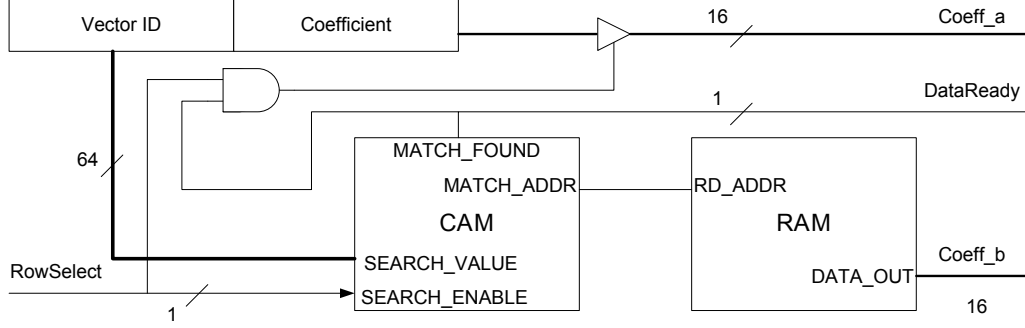 Vector ID
Coefficient
16
Coeff_a
DataReady
1
64
MATCH_FOUND
MATCH_ADDR
RD_ADDR
CAM
RAM
SEARCH_VALUE
RowSelect
Coeff_b
DATA_OUT
SEARCH_ENABLE
1
16